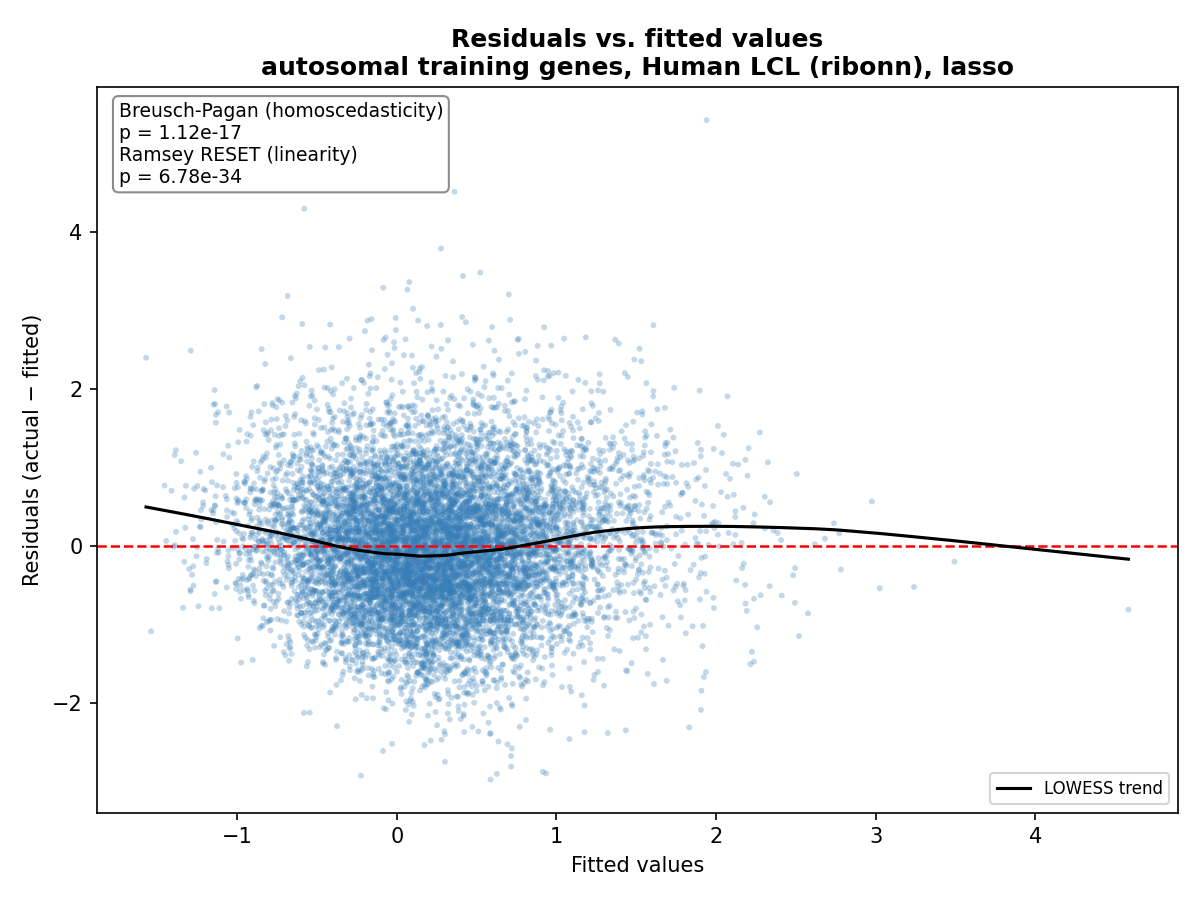 Residuals vs. fitted values
autosomal training genes, Human LCL (ribonn), lasso
Breusch-Pagan (homoscedasticity)
p = 1.12e-17
Ramsey RESET (linearity)
p = 6.78e-34
Residuals (actual − fitted)
4
2
0
−2
−1
0
1
2
3
4
Fitted values
LOWESS trend